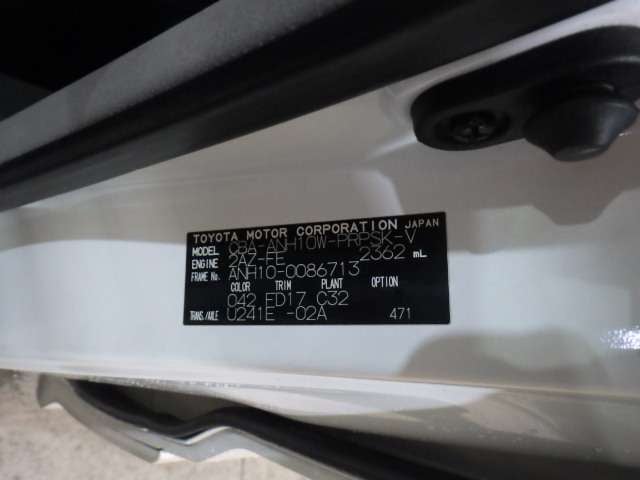 TOYOTA MOTOR CORPORATION JAPAN
MODEL CBA-ANH10W-PRPSK-V
ENGINE 2AZ-FE 2362 mL
FRAME No. ANH10-0086713
COLOR TRIM PLANT OPTION
042 ED17 C32
TRANS./AXLE U241E -02A 471